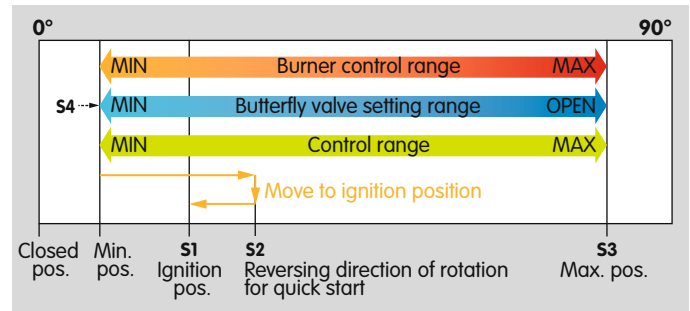 0° 90°
MIN Burner control range MAX
S4 MIN Butterfly valve setting range OPEN
MIN Control range MAX
Move to ignition position
Closed pos.
Min. pos.
S1
Ignition pos.
S2
Reversing direction of rotation
for quick start
S3
Max. pos.